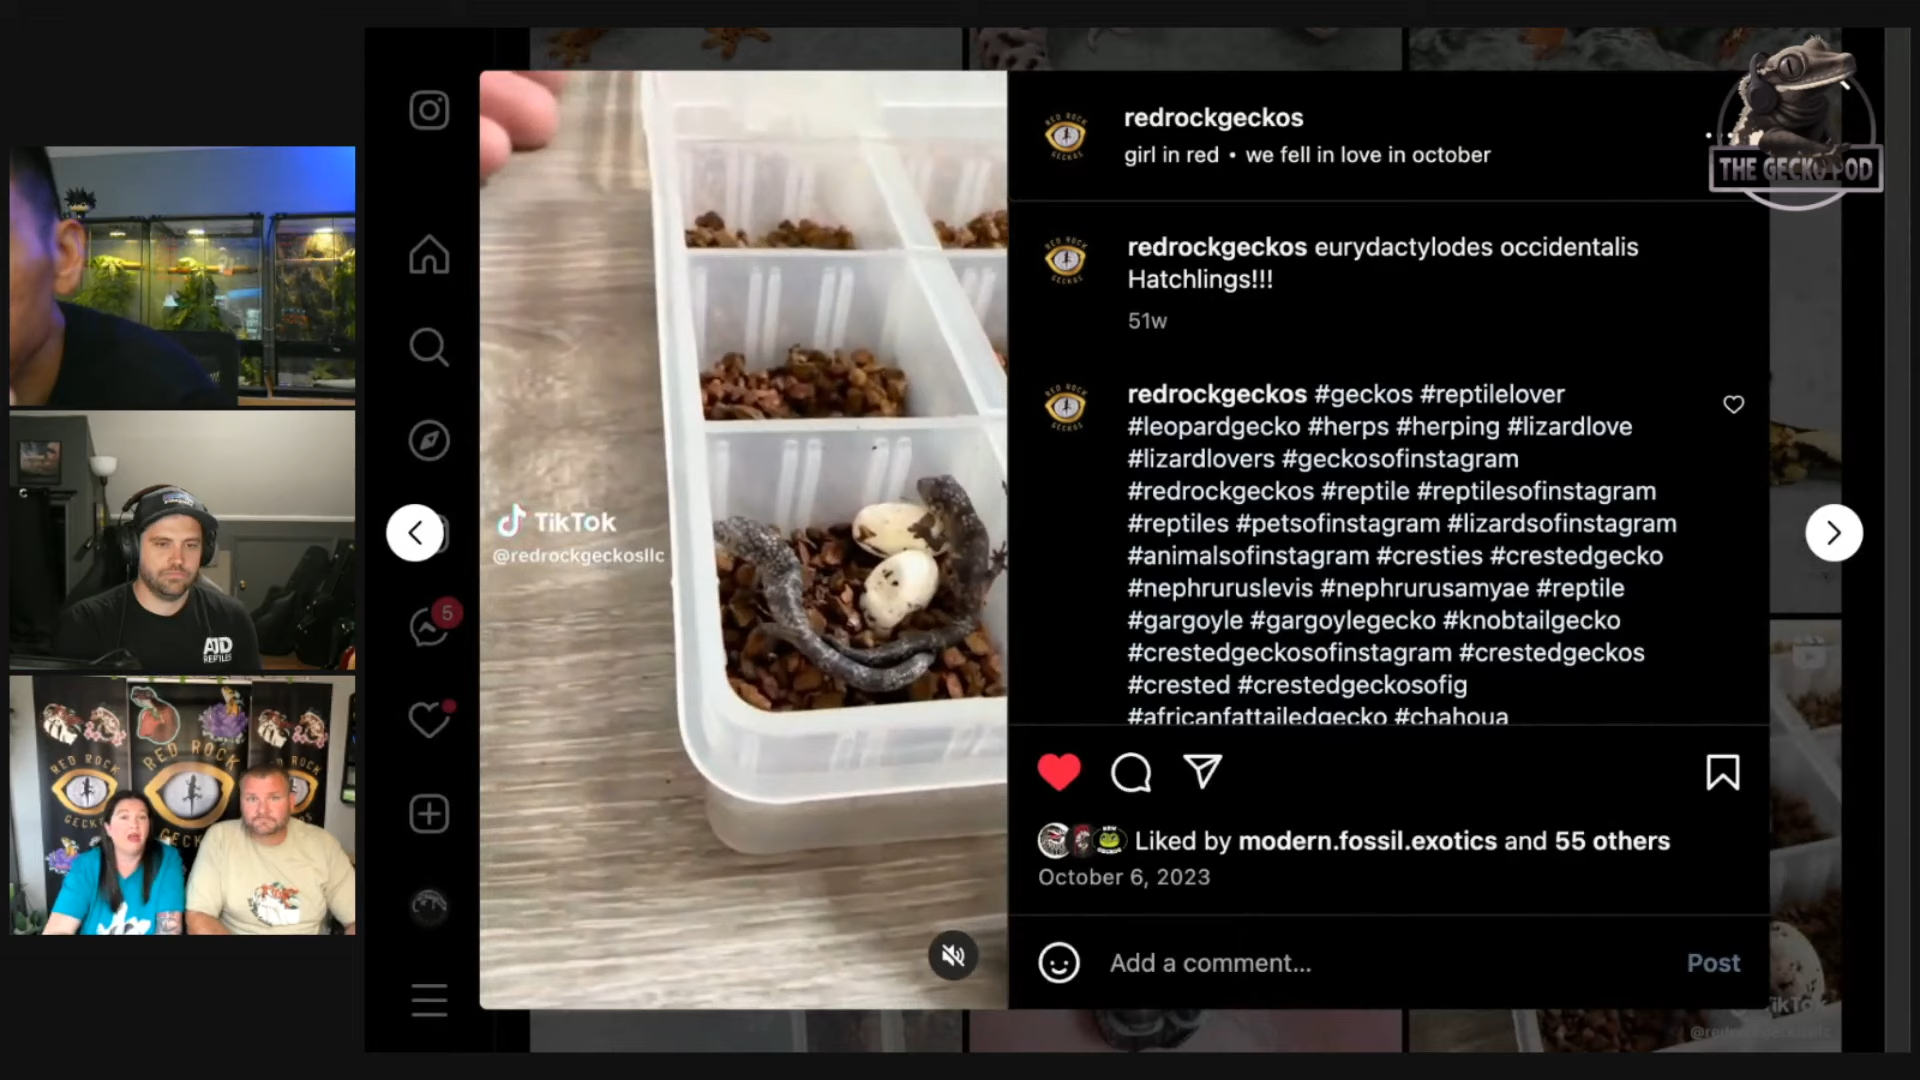 redrockgeckos
girl in red • we fell in love in october
THE GECKO POD
redrockgeckos eurydactylodes occidentalis
Hatchlings!!!
51w
redrockgeckos #geckos #reptilelover
#leopardgecko #herps #herping #lizardlove
#lizardlovers #geckosofinstagram
#redrockgeckos #reptile #reptilesofinstagram
#reptiles #petsofinstagram #lizardsofinstagram
#animalsofinstagram #cresties #crestedgecko
#nephruruslevis #nephrurusamyae #reptile
#gargoyle #gargoylegecko #knobtailgecko
#crestedgeckosofinstagram #crestedgeckos
#crested #crestedgeckosofig
#africanfattailedgecko #chahoua
Liked by modern.fossil.exotics and 55 others
October 6, 2023
Add a comment...
Post
TikTok
@redrockgeckosllc
5
AJD
REPTILES
RED ROCK
GECKOS
RED ROCK